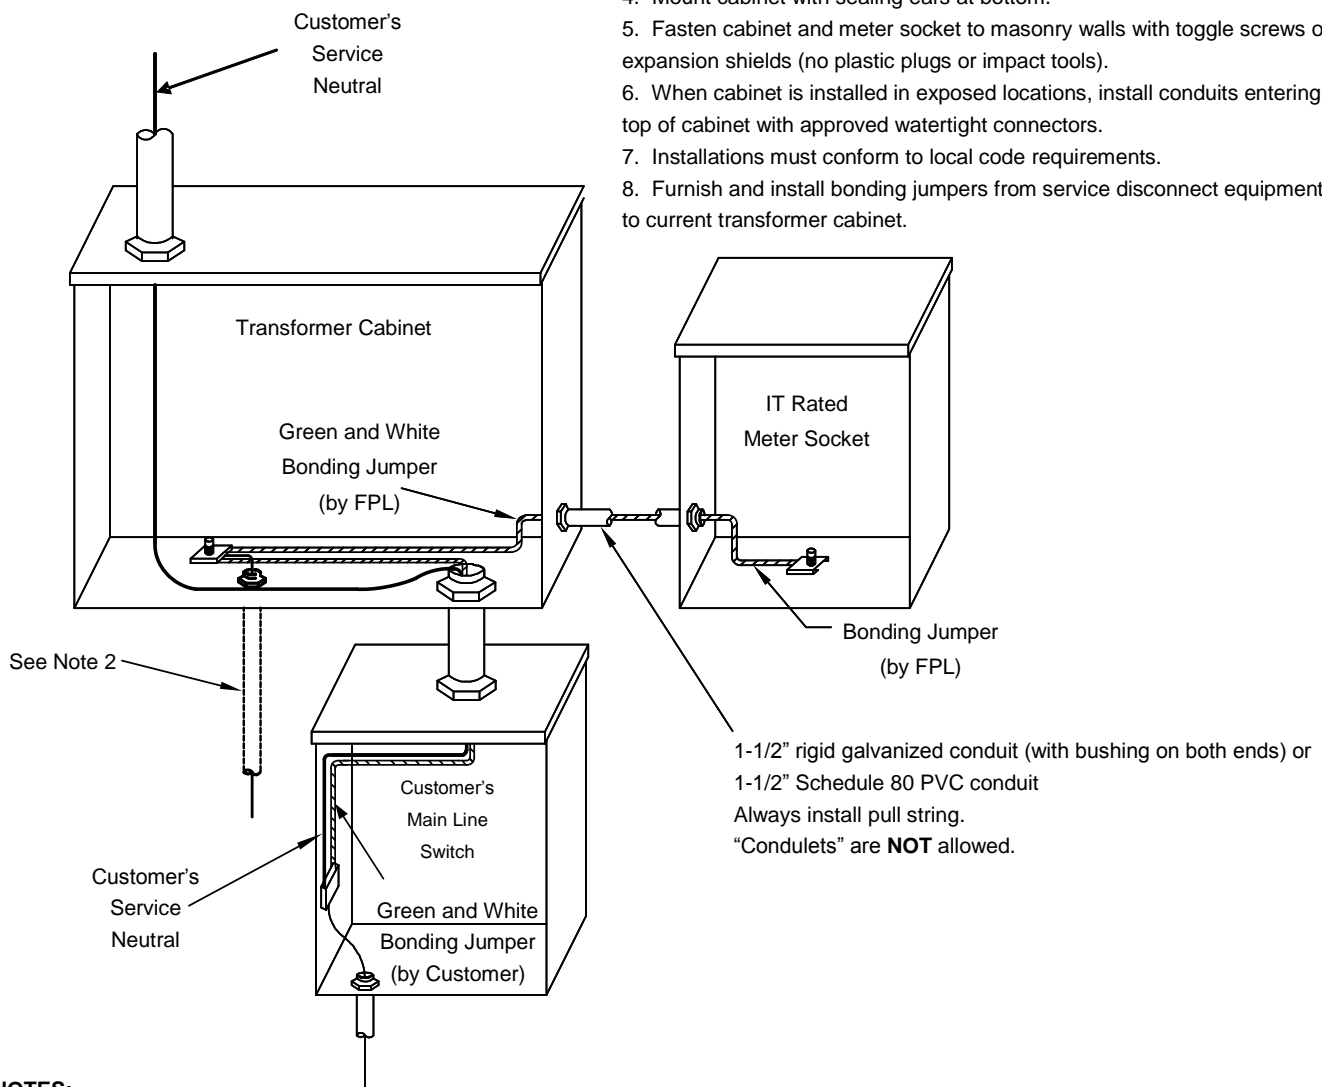 Customer's
Service
Neutral
4. Mount cabinet with sealing ears at bottom.
5. Fasten cabinet and meter socket to masonry walls with toggle screws o
expansion shields (no plastic plugs or impact tools).
6. When cabinet is installed in exposed locations, install conduits entering
top of cabinet with approved watertight connectors.
7. Installations must conform to local code requirements.
8. Furnish and install bonding jumpers from service disconnect equipment
to current transformer cabinet.
Transformer Cabinet
Green and White
Bonding Jumper
(by FPL)
IT Rated
Meter Socket
See Note 2
Bonding Jumper
(by FPL)
1-1/2” rigid galvanized conduit (with bushing on both ends) or
1-1/2” Schedule 80 PVC conduit
Always install pull string.
“Condulets” are NOT allowed.
Customer's
Main Line
Switch
Customer's
Service
Neutral
Green and White
Bonding Jumper
(by Customer)
NOTES: